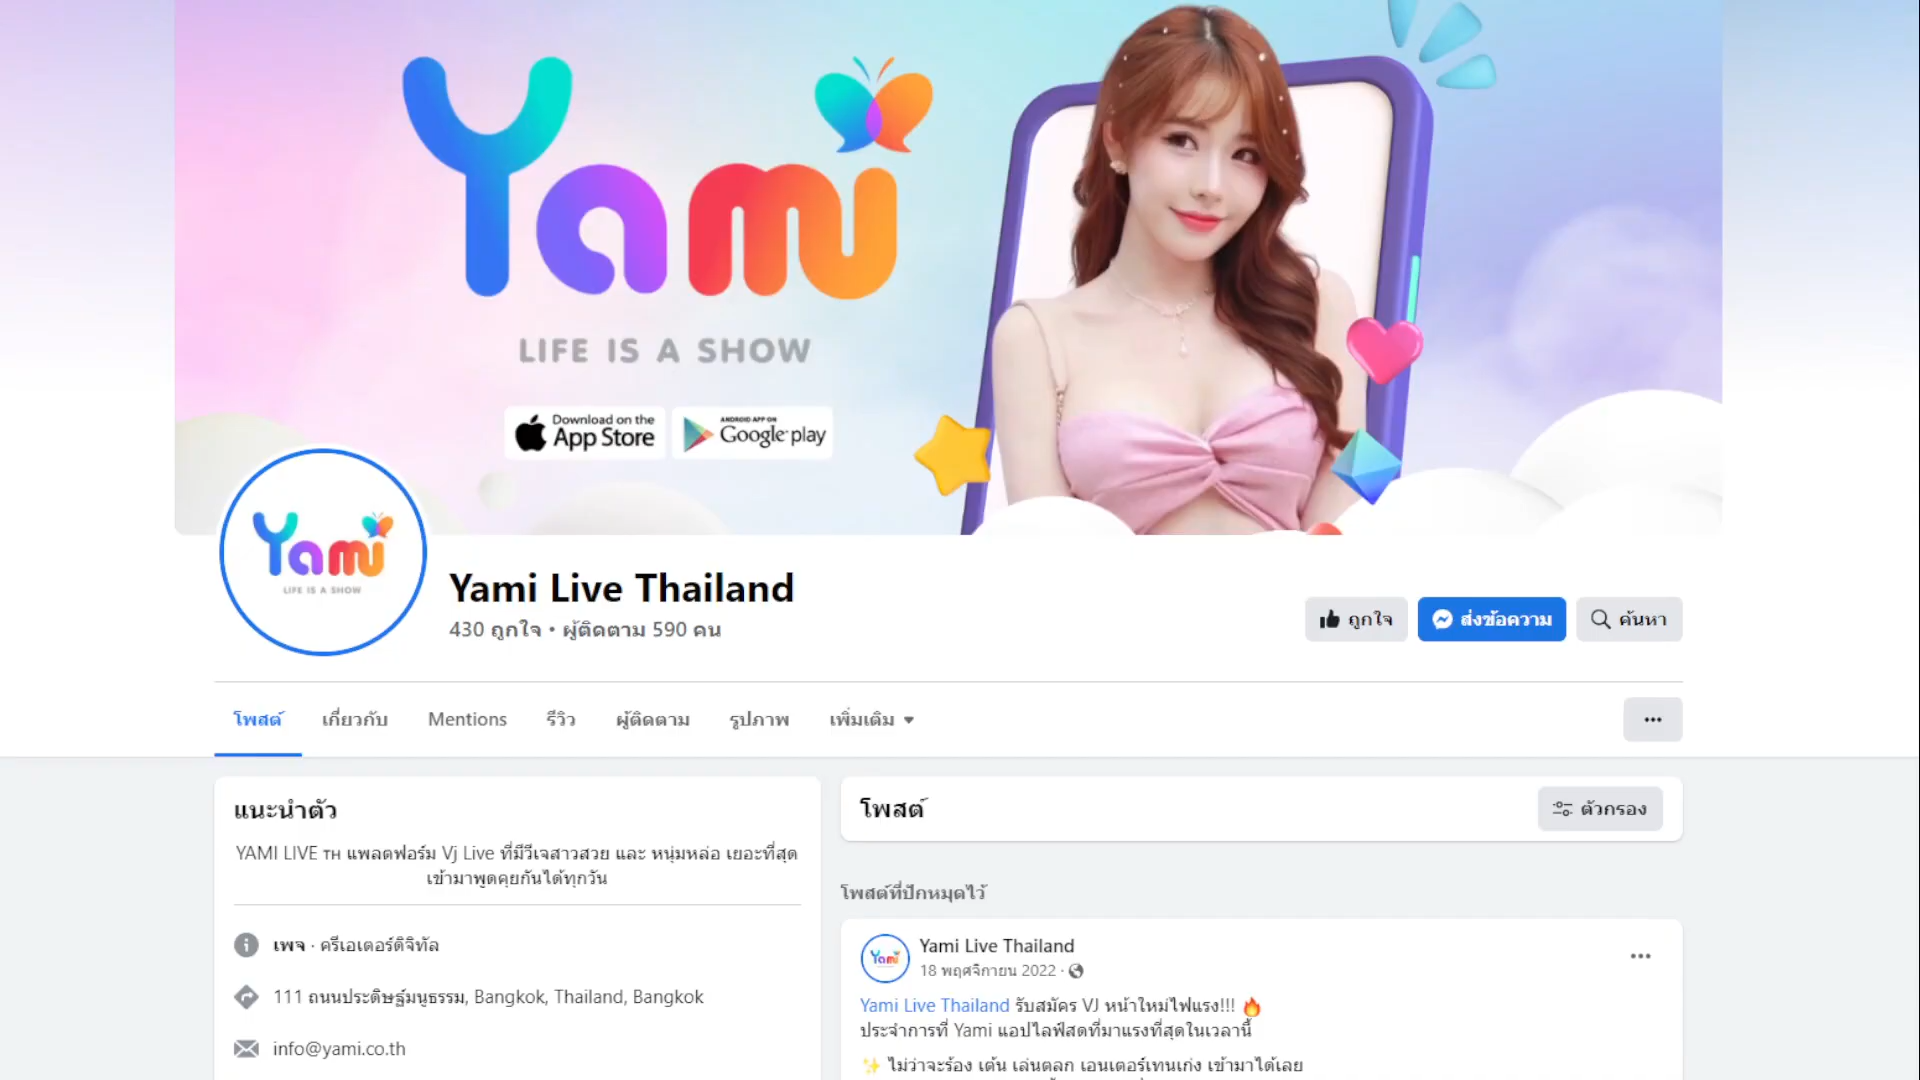 Yami
LIFE IS A SHOW
Download on the
App Store
ANDROID APP ON
Google play
Yami
LIFE IS A SHOW
Yami Live Thailand
430 ถูกใจ • ผู้ติดตาม 590 คน
ถูกใจ
ส่งข้อความ
ค้นหา
โพสต์
เกี่ยวกับ
Mentions
รีวิว
ผู้ติดตาม
รูปภาพ
เพิ่มเติม
แนะนำตัว
YAMI LIVE ᴛʜ แพลตฟอร์ม Vj Live ที่มีวีเจสาวสวย และ หนุ่มหล่อ เยอะที่สุด
เข้ามาพูดคุยกันได้ทุกวัน
เพจ · ครีเอเตอร์ดิจิทัล
111 ถนนประดิษฐ์มนูธรรม, Bangkok, Thailand, Bangkok
info@yami.co.th
โพสต์
ตัวกรอง
โพสต์ที่ปักหมุดไว้
Yami
Yami Live Thailand
18 พฤศจิกายน 2022 ·
Yami Live Thailand รับสมัคร VJ หน้าใหม่ไฟแรง!!! 🔥
ประจำการที่ Yami แอปไลฟ์สดที่มาแรงที่สุดในเวลานี้
✨ ไม่ว่าจะร้อง เต้น เล่นตลก เอนเตอร์เทนเก่ง เข้ามาได้เลย